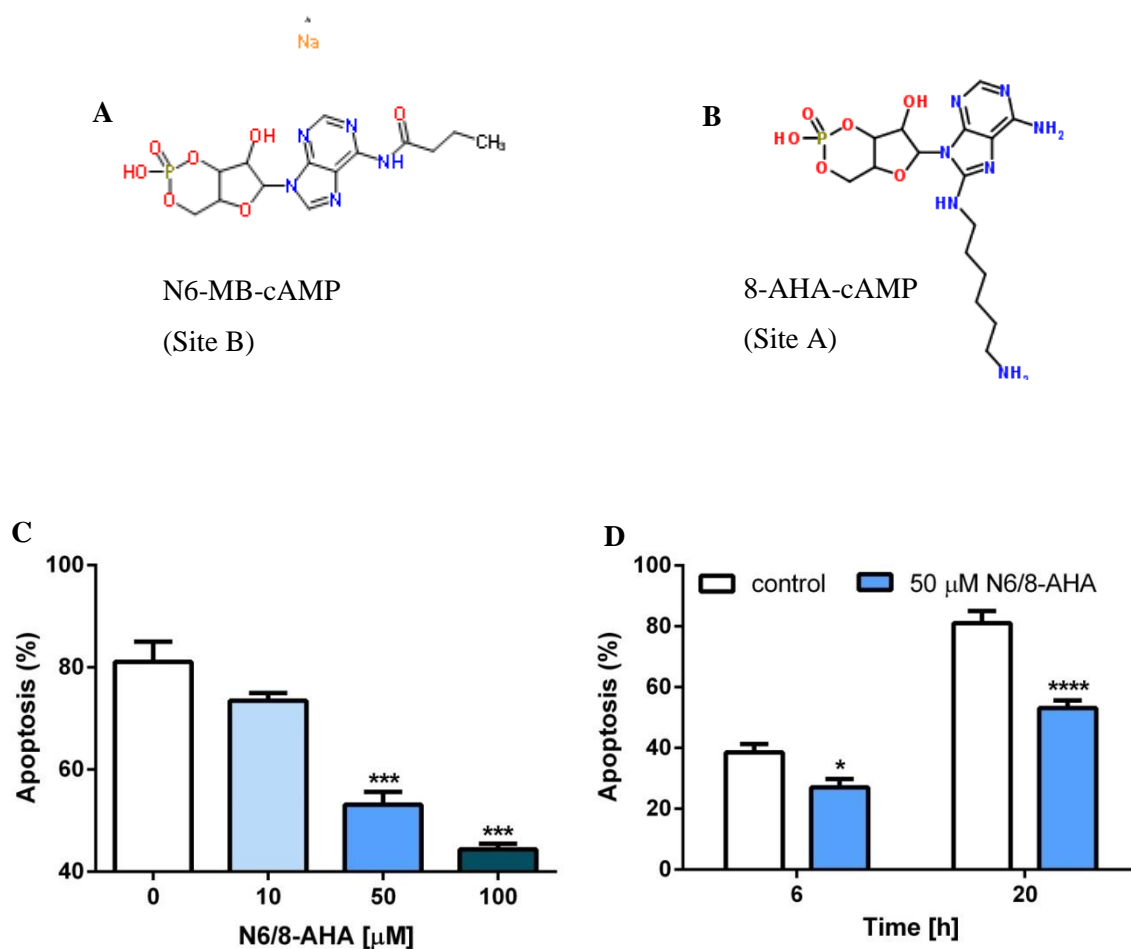 Na
A
B
O
OH
N
N
O
CH₃
O
P
HO
O
N
N
NH
O
O
N6-MB-cAMP
(Site B)
O
OH
N
N
O
P
HO
O
N
N
NH₂
O
HN
NH₂
8-AHA-cAMP
(Site A)
C
D
100
80
60
40
Apoptosis (%)
***
***
0 10 50 100
N6/8-AHA [µM]
100
80
60
40
20
0
Apoptosis (%)
control 50 µM N6/8-AHA
*
****
6 20
Time [h]